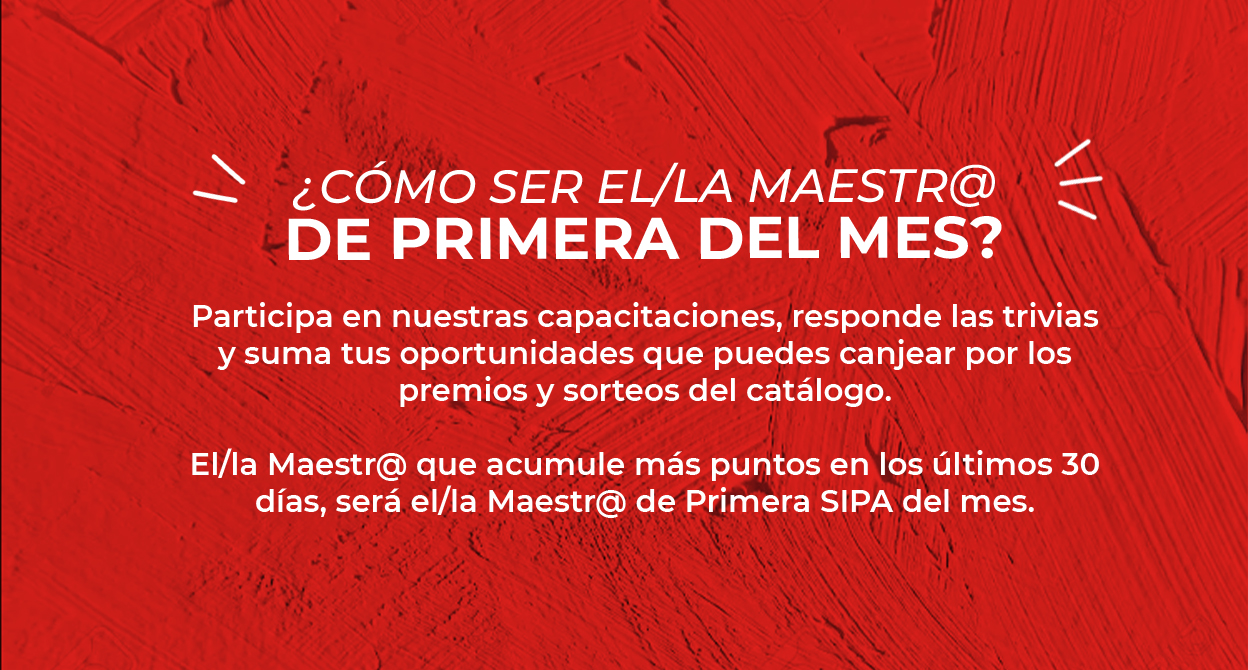 ¿CÓMO SER EL/LA MAESTR@
DE PRIMERA DEL MES?
Participa en nuestras capacitaciones, responde las trivias
y suma tus oportunidades que puedes canjear por los
premios y sorteos del catálogo.
El/la Maestr@ que acumule más puntos en los últimos 30
días, será el/la Maestr@ de Primera SIPA del mes.